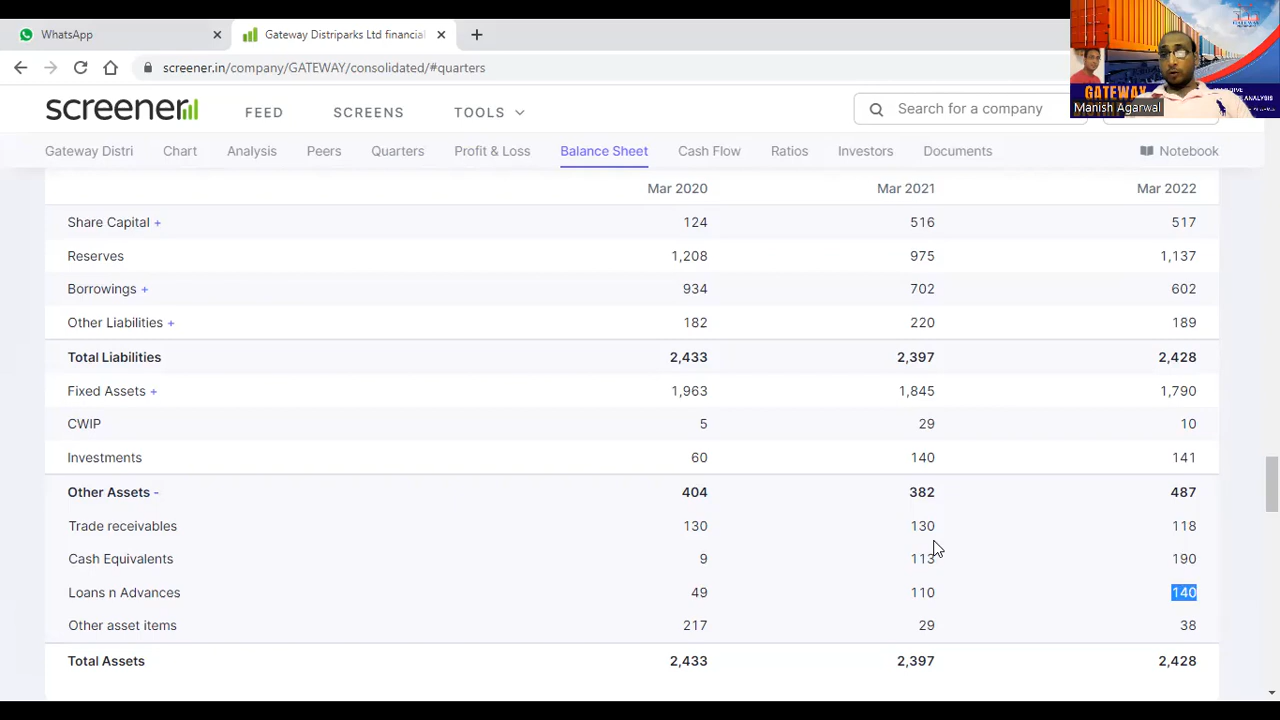 WhatsApp
Gateway Distriparks Ltd financial
screener.in/company/GATEWAY/consolidated/#quarters
screener
FEED SCREENS TOOLS
Search for a company
GATEWAY
Manish Agarwal
Gateway Distri Chart Analysis Peers Quarters Profit & Loss Balance Sheet Cash Flow Ratios Investors Documents Notebook
Mar 2020 Mar 2021 Mar 2022
Share Capital + 124 516 517
Reserves 1,208 975 1,137
Borrowings + 934 702 602
Other Liabilities + 182 220 189
Total Liabilities 2,433 2,397 2,428
Fixed Assets + 1,963 1,845 1,790
CWIP 5 29 10
Investments 60 140 141
Other Assets - 404 382 487
Trade receivables 130 130 118
Cash Equivalents 9 113 190
Loans n Advances 49 110 140
Other asset items 217 29 38
Total Assets 2,433 2,397 2,428